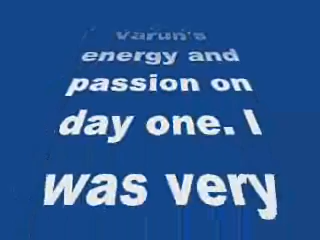 Varun's
energy and
passion on
day one. I
was very